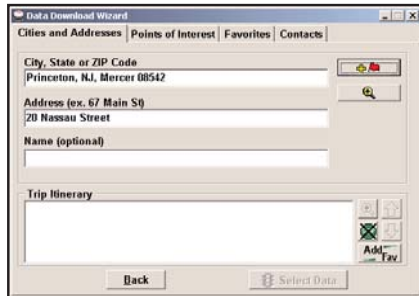 Data Download Wizard
Cities and Addresses Points of Interest Favorites Contacts
City, State or ZIP Code
Princeton, NJ, Mercer 08542
Address (ex. 67 Main St)
20 Nassau Street
Name (optional)
Trip Itinerary
Add Fav
Back Select Data